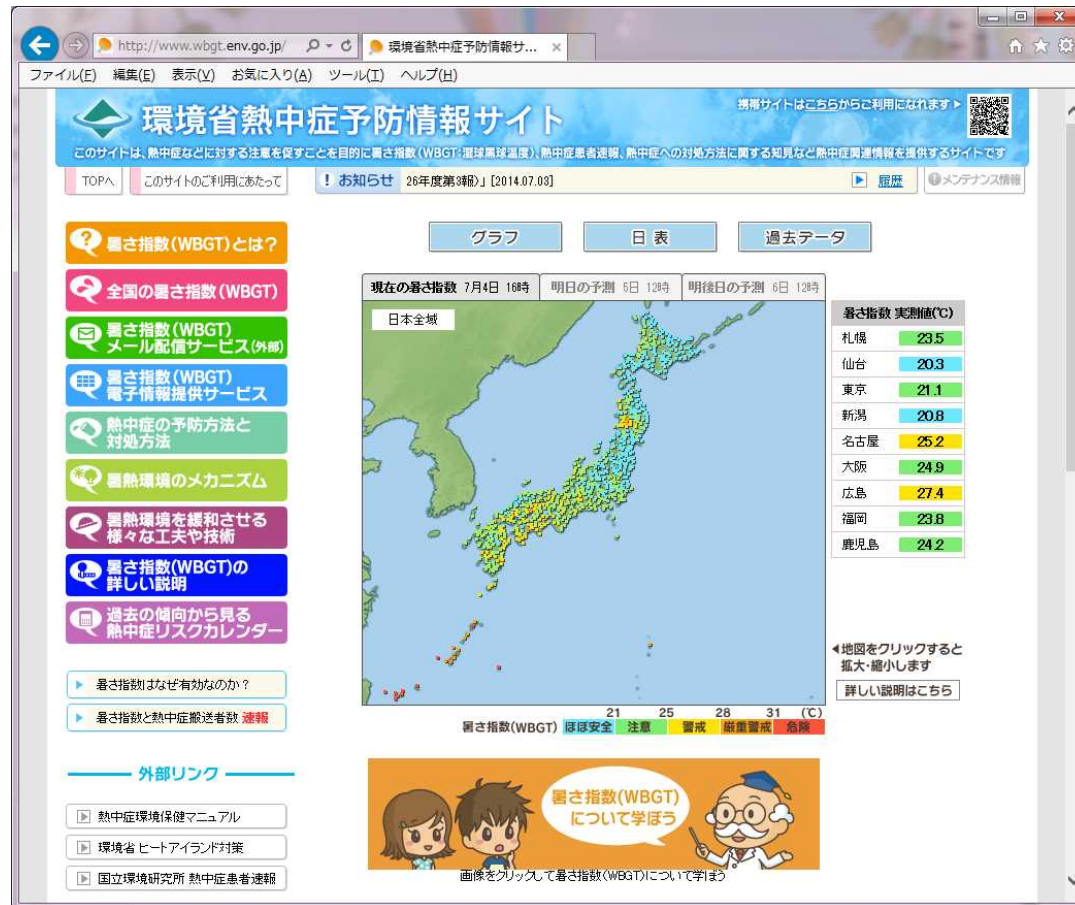 http://www.wbgt.env.go.jp/
環境省熱中症予防情報サ...
ファイル(F) 編集(E) 表示(V) お気に入り(A) ツール(T) ヘルプ(H)
環境省熱中症予防情報サイト
携帯サイトはこちらからご利用になれます
このサイトは、熱中症などに対する注意を促すことを目的に暑さ指数(WBGT:湿球黒球温度)、熱中症患者速報、熱中症への対処方法に関する知見など熱中症関連情報を提供するサイトです
TOPへ
このサイトのご利用にあたって
! お知らせ 26年度第3報〉」[2014.07.03]
履歴
メンテナンス情報
暑さ指数(WBGT)とは?
全国の暑さ指数(WBGT)
暑さ指数(WBGT)
メール配信サービス(外部)
暑さ指数(WBGT)
電子情報提供サービス
熱中症の予防方法と
対処方法
暑熱環境のメカニズム
暑熱環境を緩和させる
様々な工夫や技術
暑さ指数(WBGT)の
詳しい説明
過去の傾向から見る
熱中症リスクカレンダー
暑さ指数はなぜ有効なのか?
暑さ指数と熱中症搬送者数 速報
外部リンク
熱中症環境保健マニュアル
環境省 ヒートアイランド対策
国立環境研究所 熱中症患者速報
グラフ
日表
過去データ
現在の暑さ指数 7月4日 16時
明日の予測 5日 12時
明後日の予測 6日 12時
日本全域
暑さ指数 実測値(℃)
札幌 23.5
仙台 20.3
東京 21.1
新潟 20.8
名古屋 25.2
大阪 24.9
広島 27.4
福岡 23.8
鹿児島 24.2
地図をクリックすると
拡大・縮小します
詳しい説明はこちら
21 25 28 31 (℃)
暑さ指数(WBGT) ほぼ安全 注意 警戒 厳重警戒 危険
暑さ指数(WBGT)
について学ぼう
画像をクリックして暑さ指数(WBGT)について学ぼう